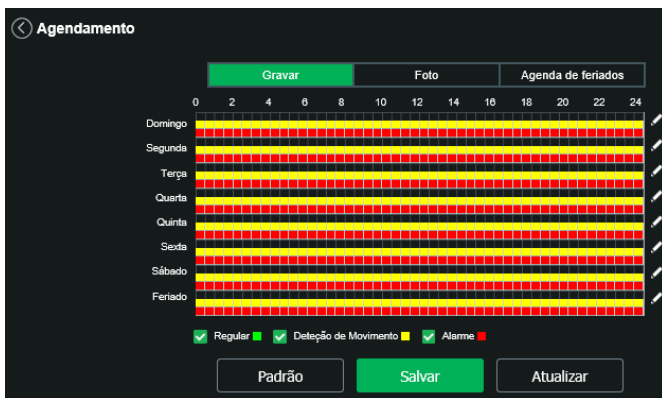 Agendamento
Gravar Foto Agenda de feriados
0 2 4 6 8 10 12 14 16 18 20 22 24
Domingo
Segunda
Terça
Quarta
Quinta
Sexta
Sábado
Feriado
Regular Deteção de Movimento Alarme
Padrão Salvar Atualizar